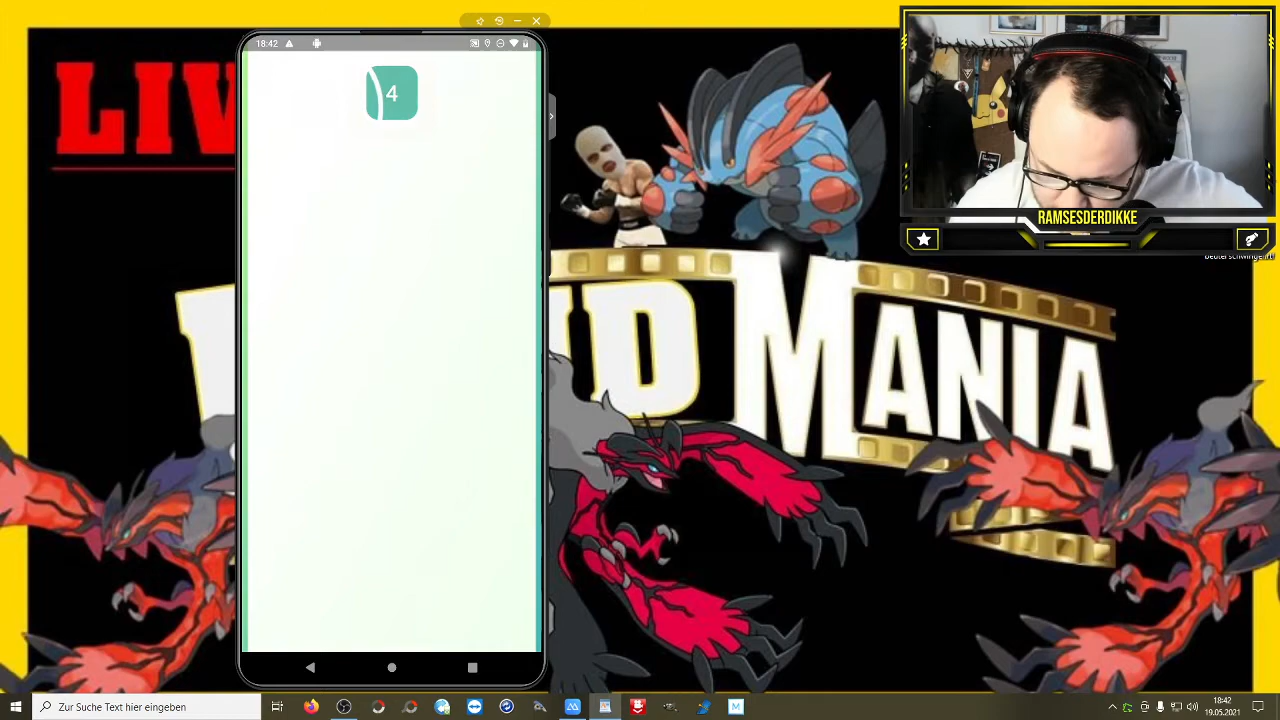 18:42
4
LIV
D MANIA
RAMSESDERDIKKE
Zur Suche Text hier eingeben
M
18:42
19.05.2021